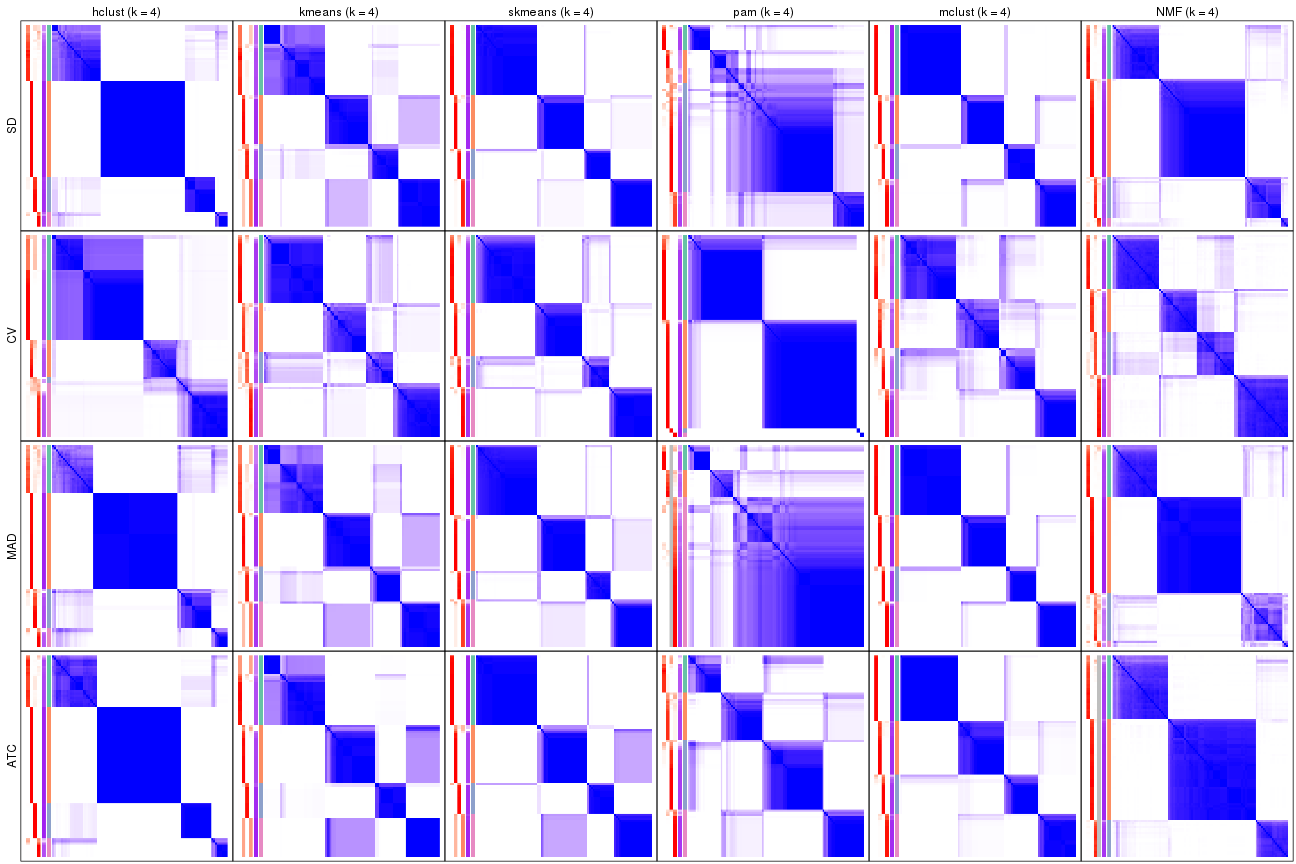 hclust (k = 4) kmeans (k = 4) skmeans (k = 4) pam (k = 4) mclust (k = 4) NMF (k = 4)
SD
CV
MAD
ATC